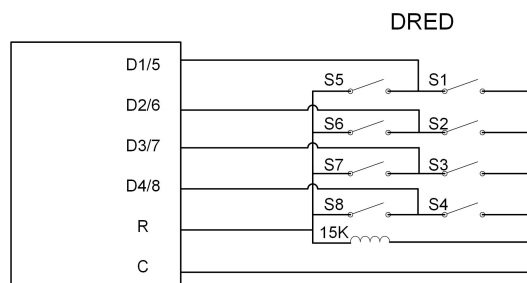 DRED
D1/5
S5 S1
D2/6
S6 S2
D3/7
S7 S3
D4/8
S8 S4
R
15K
C